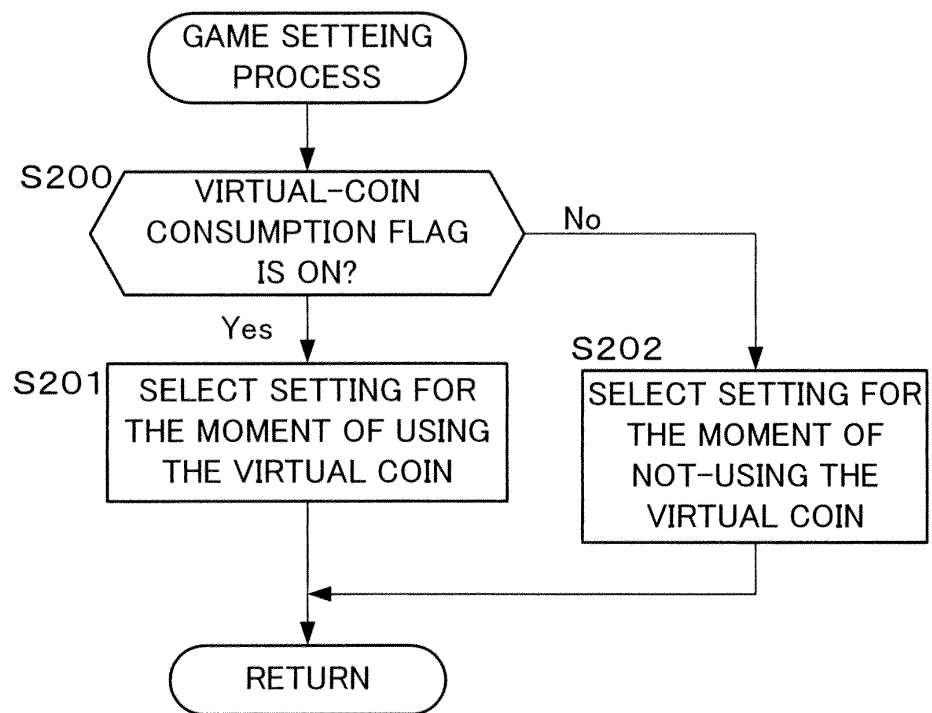 GAME SETTEING
PROCESS
S200
VIRTUAL-COIN
CONSUMPTION FLAG
IS ON?
No
Yes
S201
SELECT SETTING FOR
THE MOMENT OF USING
THE VIRTUAL COIN
S202
SELECT SETTING FOR
THE MOMENT OF
NOT-USING THE
VIRTUAL COIN
RETURN